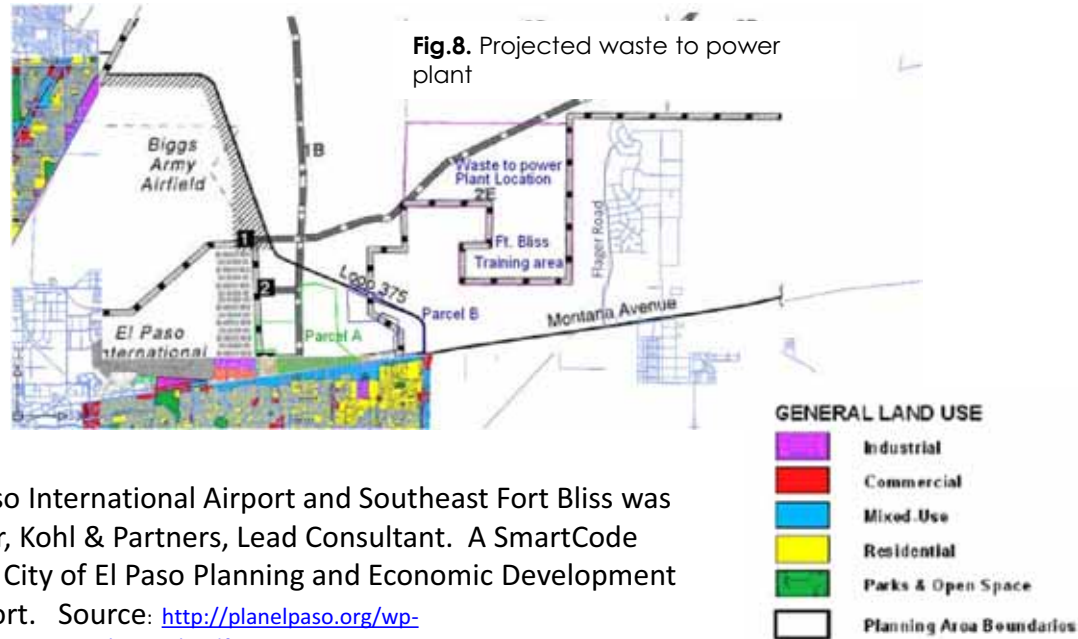 Fig.8. Projected waste to power
plant
1B
Biggs
Army
Airfield
Waste to power
Plant Location
2E
Ft. Bliss
Training area
Flager Road
1
2
Loop 375
Parcel B
Montana Avenue
El Paso
International
Parcel A
GENERAL LAND USE
Industrial
Commercial
Mixed-Use
Residential
Parks & Open Space
Planning Area Boundaries
so International Airport and Southeast Fort Bliss was
r, Kohl & Partners, Lead Consultant. A SmartCode
City of El Paso Planning and Economic Development
ort. Source: http://planelpaso.org/wp-